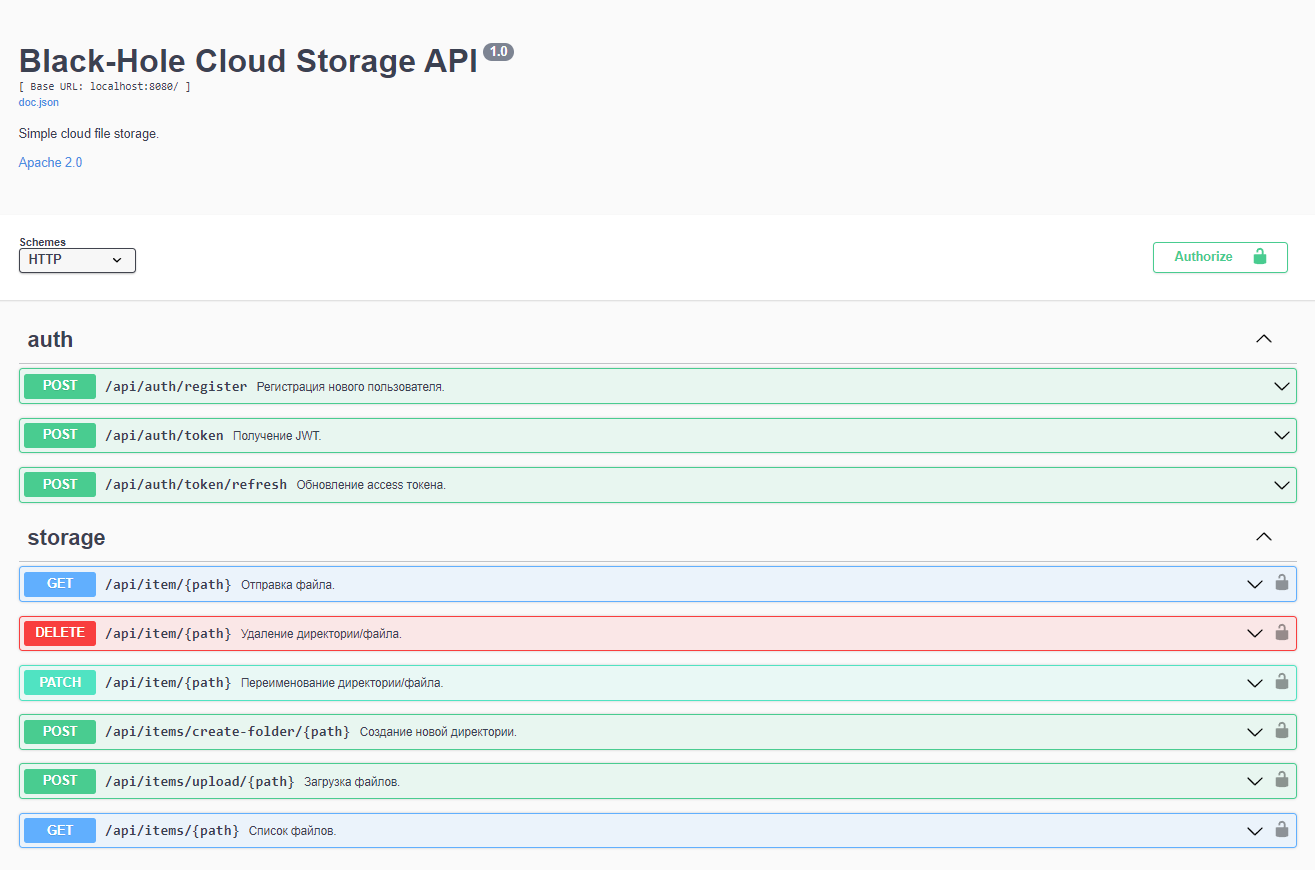 Black-Hole Cloud Storage API 1.0
[ Base URL: localhost:8080/ ]
doc.json
Simple cloud file storage.
Apache 2.0
Schemes
HTTP
Authorize
auth
POST /api/auth/register Регистрация нового пользователя.
POST /api/auth/token Получение JWT.
POST /api/auth/token/refresh Обновление access токена.
storage
GET /api/item/{path} Отправка файла.
DELETE /api/item/{path} Удаление директории/файла.
PATCH /api/item/{path} Переименование директории/файла.
POST /api/items/create-folder/{path} Создание новой директории.
POST /api/items/upload/{path} Загрузка файлов.
GET /api/items/{path} Список файлов.